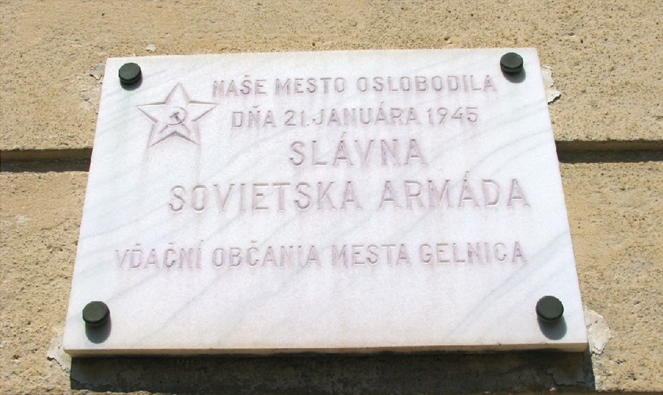 NAŠE MESTO OSLOBODILA
DŇA 21.JANUÁRA 1945
SLÁVNA
SOVIETSKA ARMÁDA
VĎAČNÍ OBČANIA MESTA GELNICA